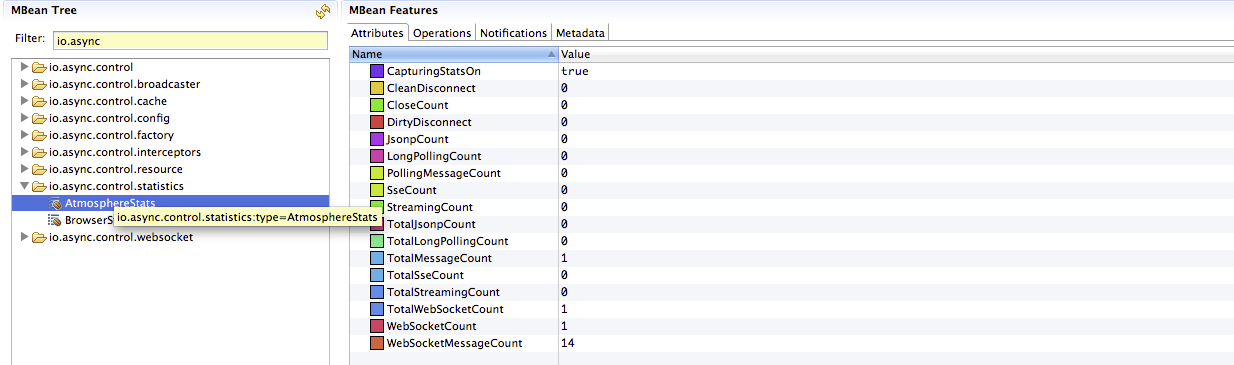 MBean Tree
Filter: io.async
io.async.control
io.async.control.broadcaster
io.async.control.cache
io.async.control.config
io.async.control.factory
io.async.control.interceptors
io.async.control.resource
io.async.control.statistics
AtmosphereStats
BrowserS
io.async.control.statistics:type=AtmosphereStats
io.async.control.websocket
MBean Features
Attributes Operations Notifications Metadata
Name Value
CapturingStatsOn true
CleanDisconnect 0
CloseCount 0
DirtyDisconnect 0
JsonpCount 0
LongPollingCount 0
PollingMessageCount 0
SseCount 0
StreamingCount 0
TotalJsonpCount 0
TotalLongPollingCount 0
TotalMessageCount 1
TotalSseCount 0
TotalStreamingCount 0
TotalWebSocketCount 1
WebSocketCount 1
WebSocketMessageCount 14